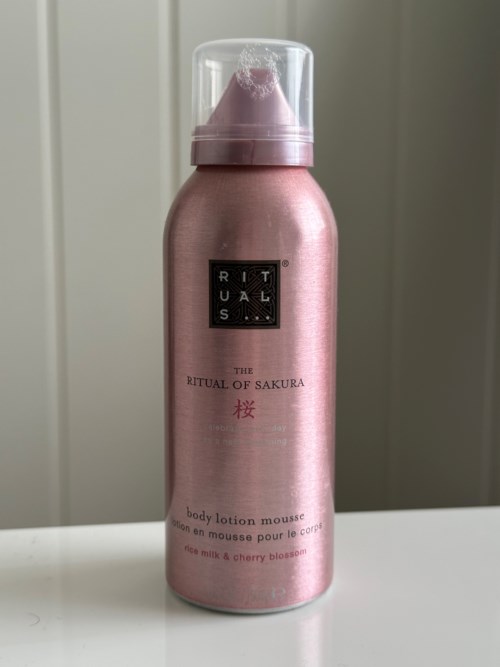 RIT
UAL
S...
®
THE
RITUAL OF SAKURA
桜
body lotion mousse
lotion en mousse pour le corps
rice milk & cherry blossom